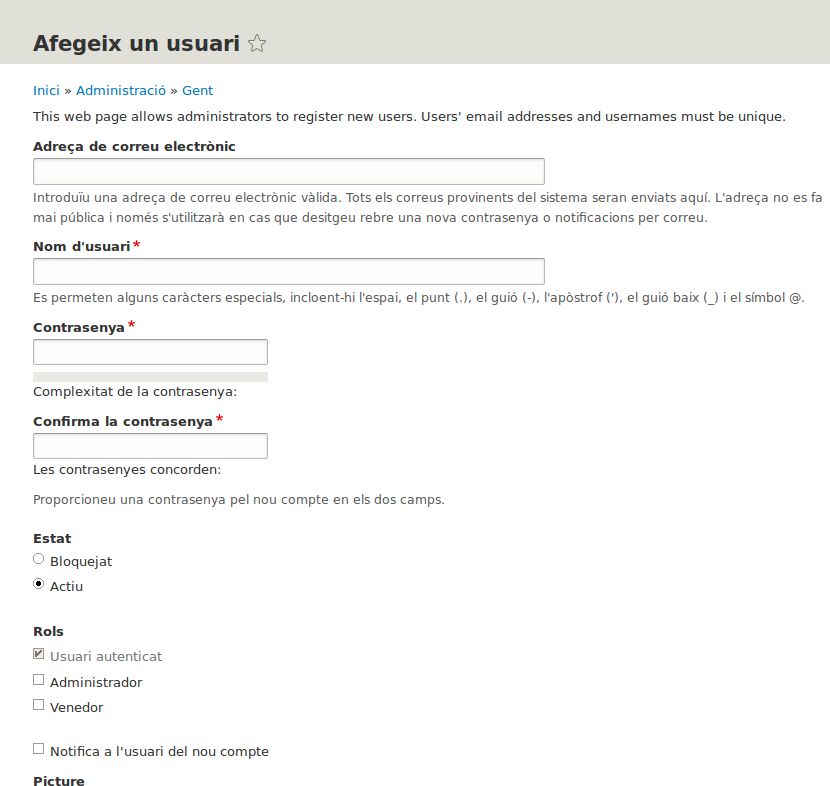 Afegeix un usuari
Inici » Administració » Gent
This web page allows administrators to register new users. Users' email addresses and usernames must be unique.
Adreça de correu electrònic
Introduïu una adreça de correu electrònic vàlida. Tots els correus provinents del sistema seran enviats aquí. L'adreça no es fa
mai pública i només s'utilitzarà en cas que desitgeu rebre una nova contrasenya o notificacions per correu.
Nom d'usuari*
Es permeten alguns caràcters especials, incloent-hi l'espai, el punt (.), el guió (-), l'apòstrof ('), el guió baix (_) i el símbol @.
Contrasenya*
Complexitat de la contrasenya:
Confirma la contrasenya*
Les contrasenyes concorden:
Proporcioneu una contrasenya pel nou compte en els dos camps.
Estat
Bloquejat
Actiu
Rols
Usuari autenticat
Administrador
Venedor
Notifica a l'usuari del nou compte
Picture